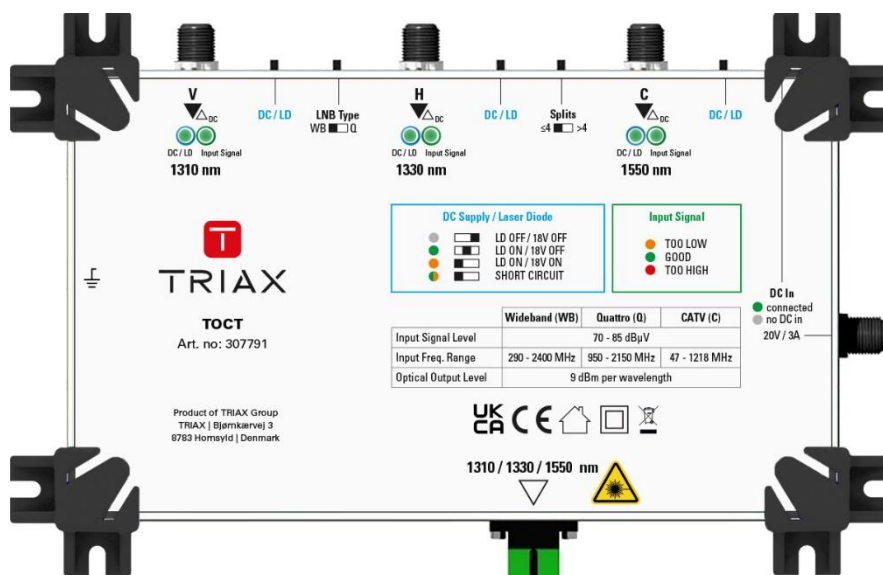 V
DC
DC / LD
LNB Type
WB Q
H
DC
DC / LD
Splits
≤4 >4
C
DC
DC / LD
DC / LD Input Signal
1310 nm
DC / LD Input Signal
1330 nm
DC / LD Input Signal
1550 nm
DC Supply / Laser Diode
LD OFF / 18V OFF
LD ON / 18V OFF
LD ON / 18V ON
SHORT CIRCUIT
Input Signal
TOO LOW
GOOD
TOO HIGH
T
TRIAX
TOCT
Art. no: 307791
DC In
connected
no DC in
20V / 3A
Wideband (WB) Quattro (Q) CATV (C)
Input Signal Level 70 - 85 dBµV
Input Freq. Range 290 - 2400 MHz 950 - 2150 MHz 47 - 1218 MHz
Optical Output Level 9 dBm per wavelength
Product of TRIAX Group
TRIAX | Bjørnkærvej 3
8783 Hornsyld | Denmark
UK
CA CE
1310 / 1330 / 1550 nm